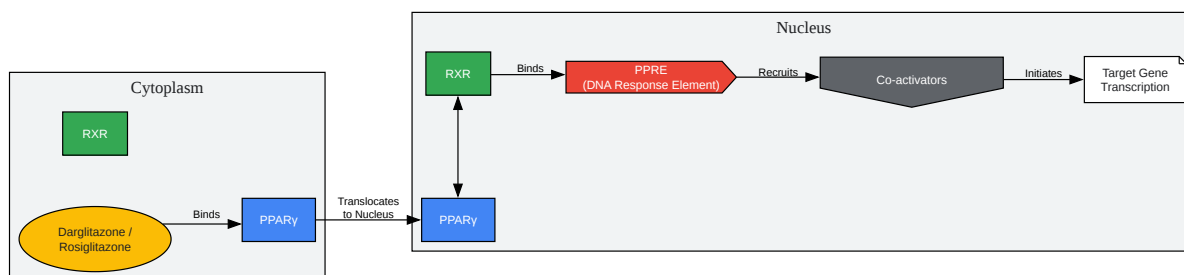 Nucleus
RXR
Binds
PPRE
(DNA Response Element)
Recruits
Co-activators
Initiates
Target Gene
Transcription
Cytoplasm
RXR
Darglitazone /
Rosiglitazone
Binds
PPARγ
Translocates
to Nucleus
PPARγ